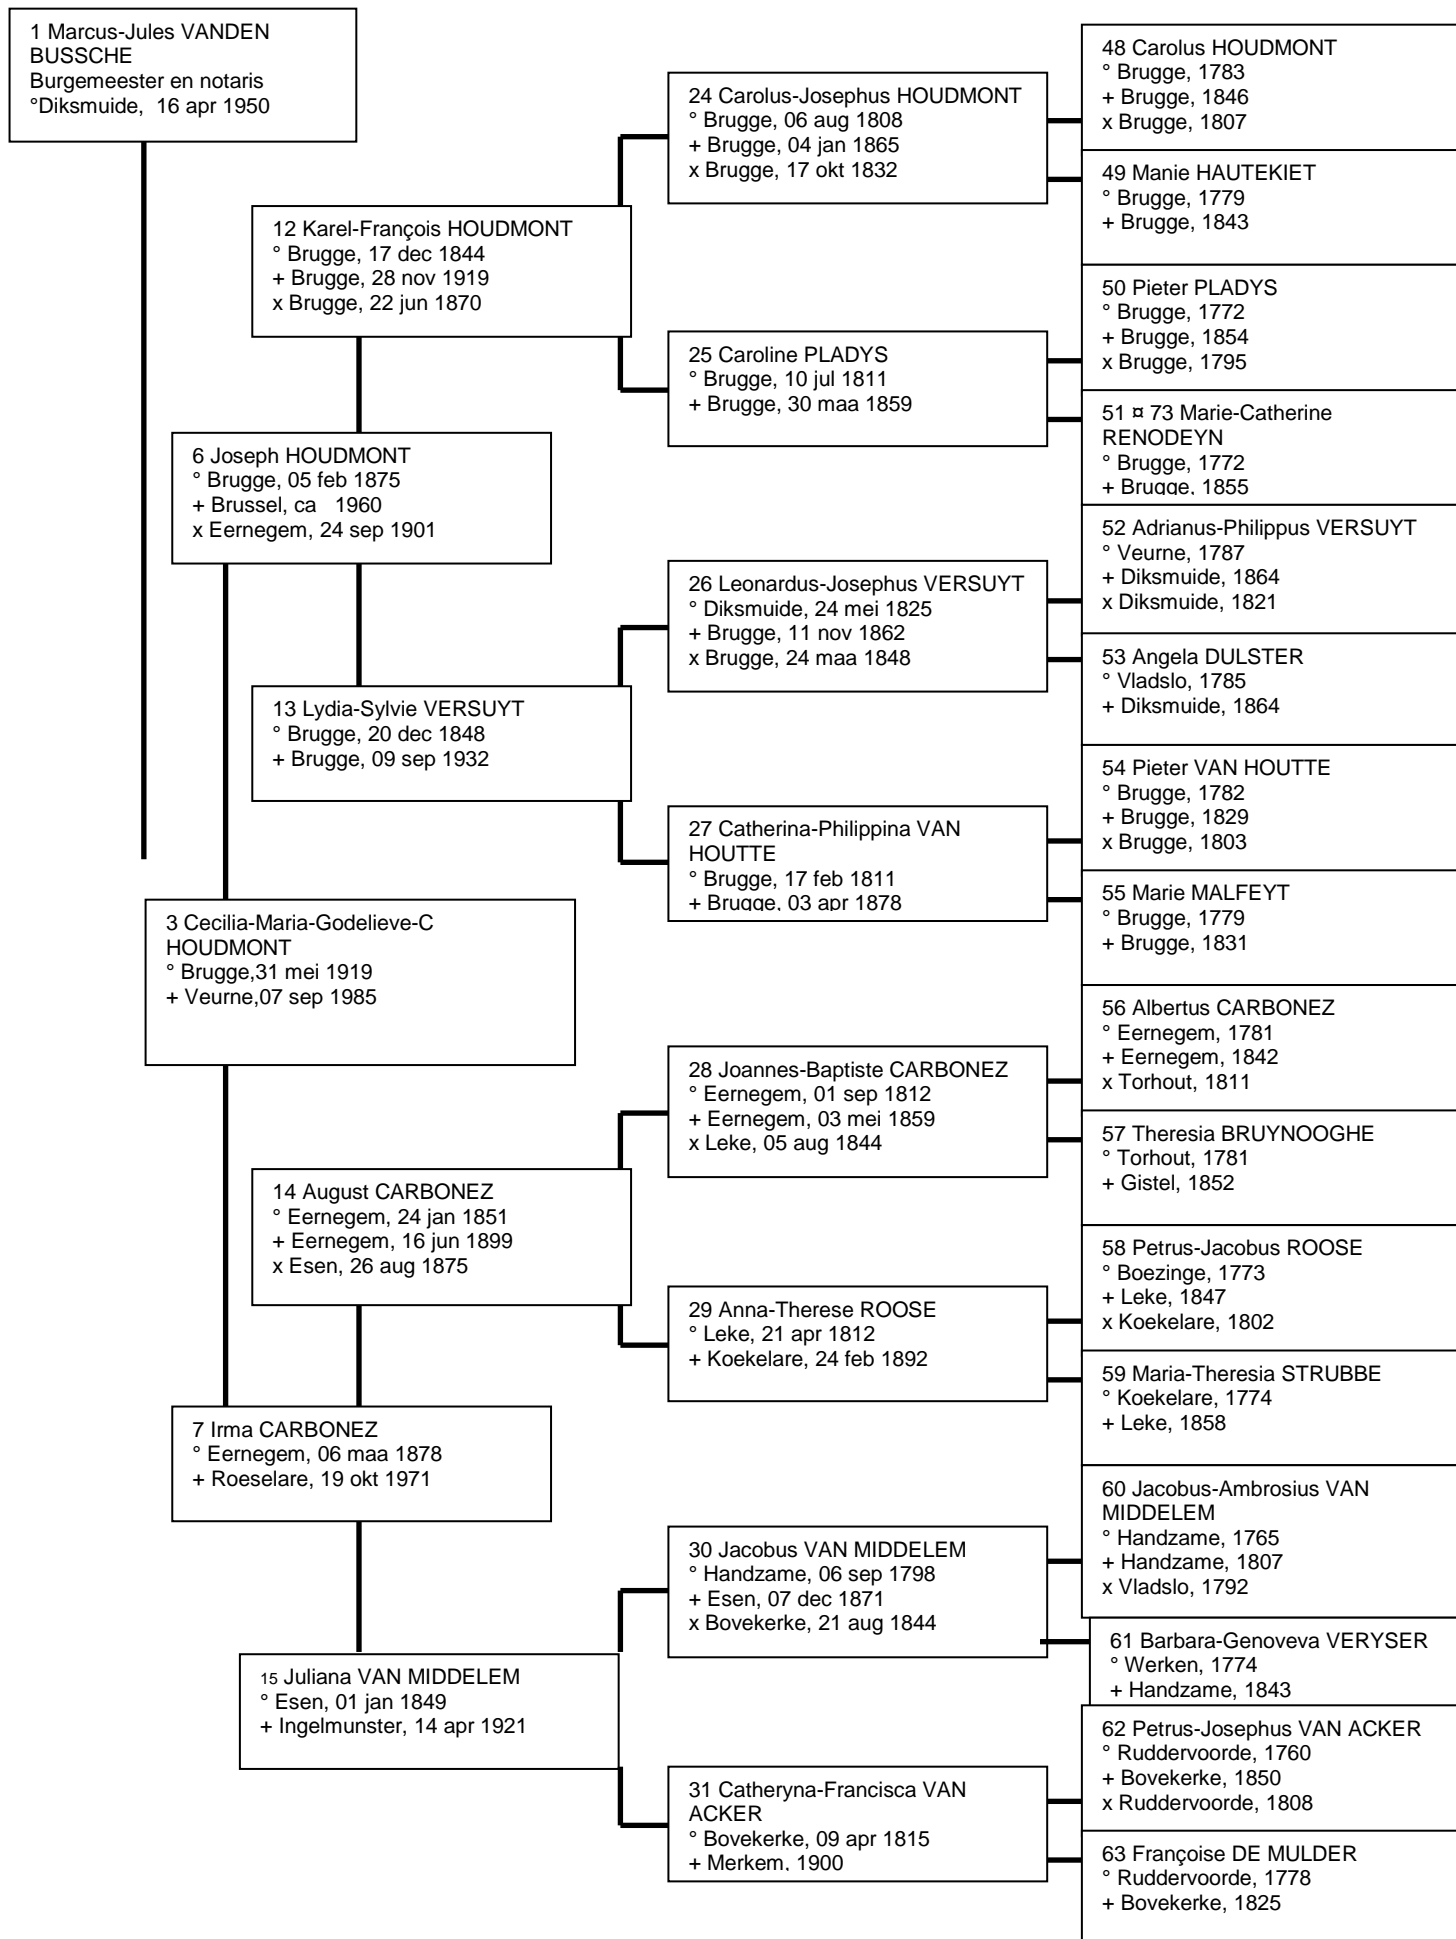 1 Marcus-Jules VANDEN
BUSSCHE
Burgemeester en notaris
°Diksmuide, 16 apr 1950
3 Cecilia-Maria-Godelieve-C
HOUDMONT
° Brugge,31 mei 1919
+ Veurne,07 sep 1985
6 Joseph HOUDMONT
° Brugge, 05 feb 1875
+ Brussel, ca 1960
x Eernegem, 24 sep 1901
7 Irma CARBONEZ
° Eernegem, 06 maa 1878
+ Roeselare, 19 okt 1971
12 Karel-François HOUDMONT
° Brugge, 17 dec 1844
+ Brugge, 28 nov 1919
x Brugge, 22 jun 1870
13 Lydia-Sylvie VERSUYT
° Brugge, 20 dec 1848
+ Brugge, 09 sep 1932
14 August CARBONEZ
° Eernegem, 24 jan 1851
+ Eernegem, 16 jun 1899
x Esen, 26 aug 1875
15 Juliana VAN MIDDELEM
° Esen, 01 jan 1849
+ Ingelmunster, 14 apr 1921
24 Carolus-Josephus HOUDMONT
° Brugge, 06 aug 1808
+ Brugge, 04 jan 1865
x Brugge, 17 okt 1832
25 Caroline PLADYS
° Brugge, 10 jul 1811
+ Brugge, 30 maa 1859
26 Leonardus-Josephus VERSUYT
° Diksmuide, 24 mei 1825
+ Brugge, 11 nov 1862
x Brugge, 24 maa 1848
27 Catherina-Philippina VAN
HOUTTE
° Brugge, 17 feb 1811
+ Brugge, 03 apr 1878
28 Joannes-Baptiste CARBONEZ
° Eernegem, 01 sep 1812
+ Eernegem, 03 mei 1859
x Leke, 05 aug 1844
29 Anna-Therese ROOSE
° Leke, 21 apr 1812
+ Koekelare, 24 feb 1892
30 Jacobus VAN MIDDELEM
° Handzame, 06 sep 1798
+ Esen, 07 dec 1871
x Bovekerke, 21 aug 1844
31 Catheryna-Francisca VAN
ACKER
° Bovekerke, 09 apr 1815
+ Merkem, 1900
48 Carolus HOUDMONT
° Brugge, 1783
+ Brugge, 1846
x Brugge, 1807
49 Manie HAUTEKIET
° Brugge, 1779
+ Brugge, 1843
50 Pieter PLADYS
° Brugge, 1772
+ Brugge, 1854
x Brugge, 1795
51 ¤ 73 Marie-Catherine
RENODEYN
° Brugge, 1772
+ Brugge, 1855
52 Adrianus-Philippus VERSUYT
° Veurne, 1787
+ Diksmuide, 1864
x Diksmuide, 1821
53 Angela DULSTER
° Vladslo, 1785
+ Diksmuide, 1864
54 Pieter VAN HOUTTE
° Brugge, 1782
+ Brugge, 1829
x Brugge, 1803
55 Marie MALFEYT
° Brugge, 1779
+ Brugge, 1831
56 Albertus CARBONEZ
° Eernegem, 1781
+ Eernegem, 1842
x Torhout, 1811
57 Theresia BRUYNOOGHE
° Torhout, 1781
+ Gistel, 1852
58 Petrus-Jacobus ROOSE
° Boezinge, 1773
+ Leke, 1847
x Koekelare, 1802
59 Maria-Theresia STRUBBE
° Koekelare, 1774
+ Leke, 1858
60 Jacobus-Ambrosius VAN
MIDDELEM
° Handzame, 1765
+ Handzame, 1807
x Vladslo, 1792
61 Barbara-Genoveva VERYSER
° Werken, 1774
+ Handzame, 1843
62 Petrus-Josephus VAN ACKER
° Ruddervoorde, 1760
+ Bovekerke, 1850
x Ruddervoorde, 1808
63 Françoise DE MULDER
° Ruddervoorde, 1778
+ Bovekerke, 1825